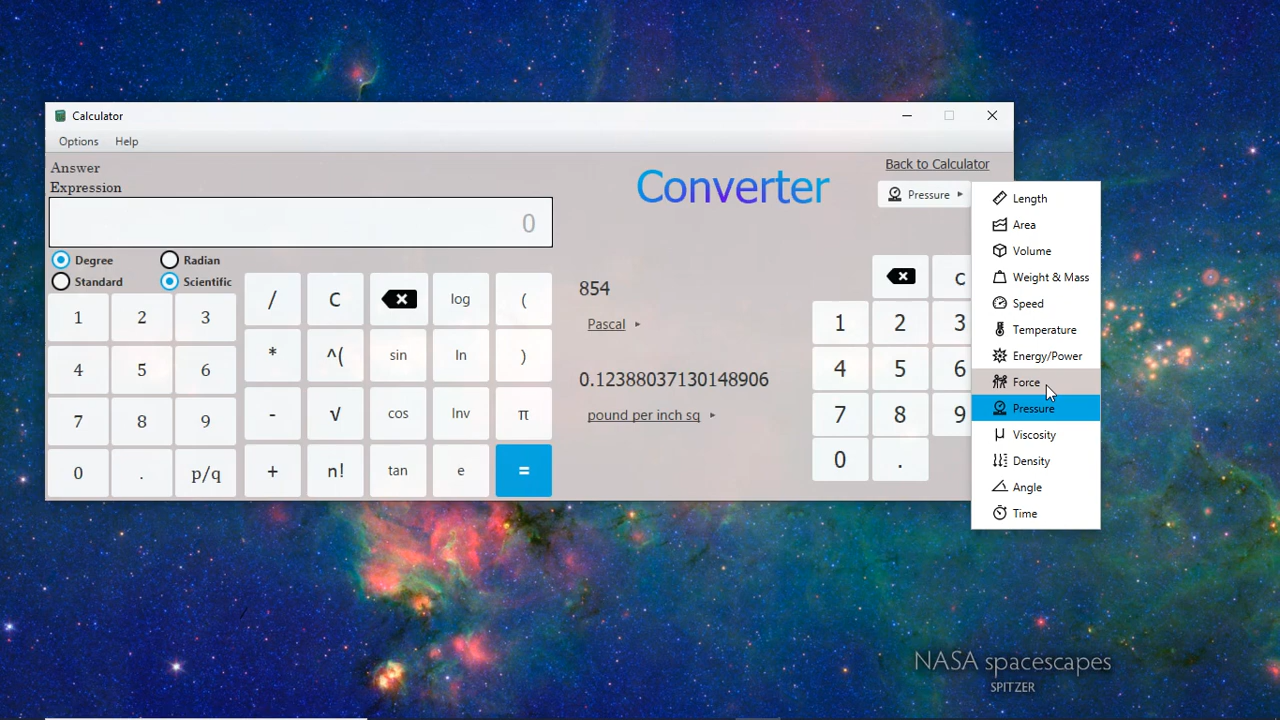 Calculator
Options Help
Answer
Expression
0
Degree Radian
Standard Scientific
1 2 3
4 5 6
7 8 9
0 . p/q
/ C log (
* ^( sin ln )
- √ cos Inv π
+ n! tan e =
Converter
Back to Calculator
Pressure
854
Pascal
0.12388037130148906
pound per inch sq
c
1 2 3
4 5 6
7 8 9
0 .
Length
Area
Volume
Weight & Mass
Speed
Temperature
Energy/Power
Force
Pressure
Viscosity
Density
Angle
Time
NASA spacescapes
SPITZER